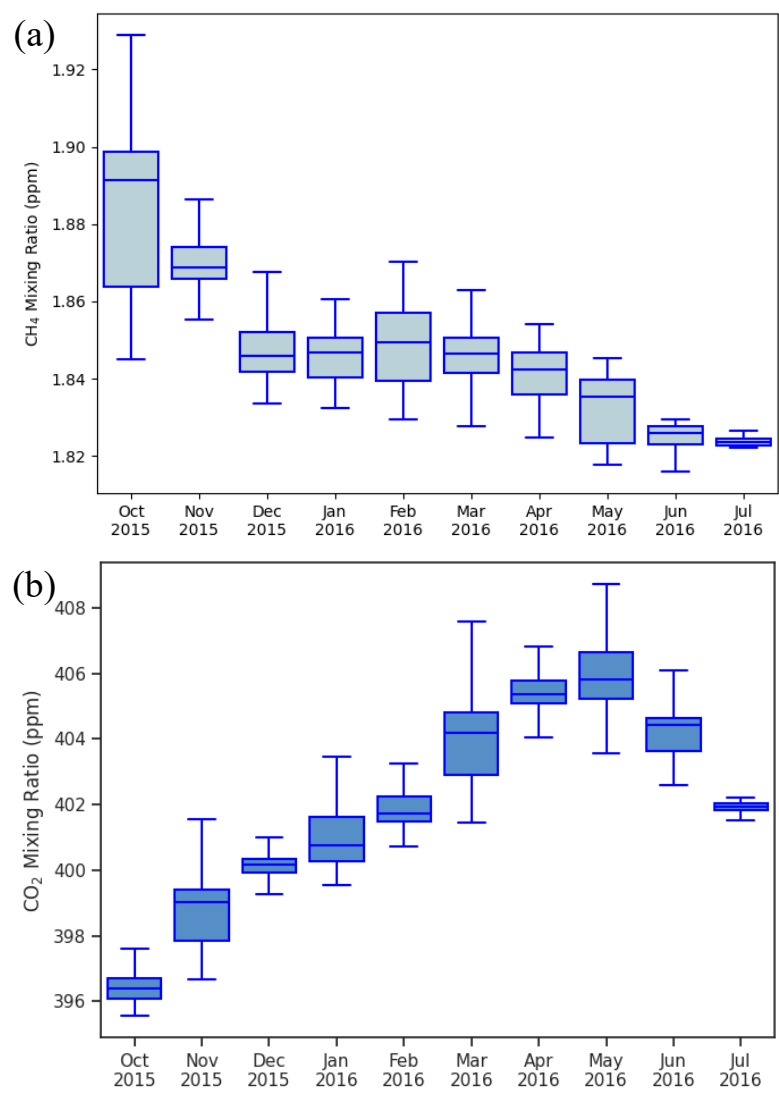 (a)
CH₄ Mixing Ratio (ppm)
1.92
1.90
1.88
1.86
1.84
1.82
Oct Nov Dec Jan Feb Mar Apr May Jun Jul
2015 2015 2015 2016 2016 2016 2016 2016 2016 2016
(b)
CO₂ Mixing Ratio (ppm)
408
406
404
402
400
398
396
Oct Nov Dec Jan Feb Mar Apr May Jun Jul
2015 2015 2015 2016 2016 2016 2016 2016 2016 2016